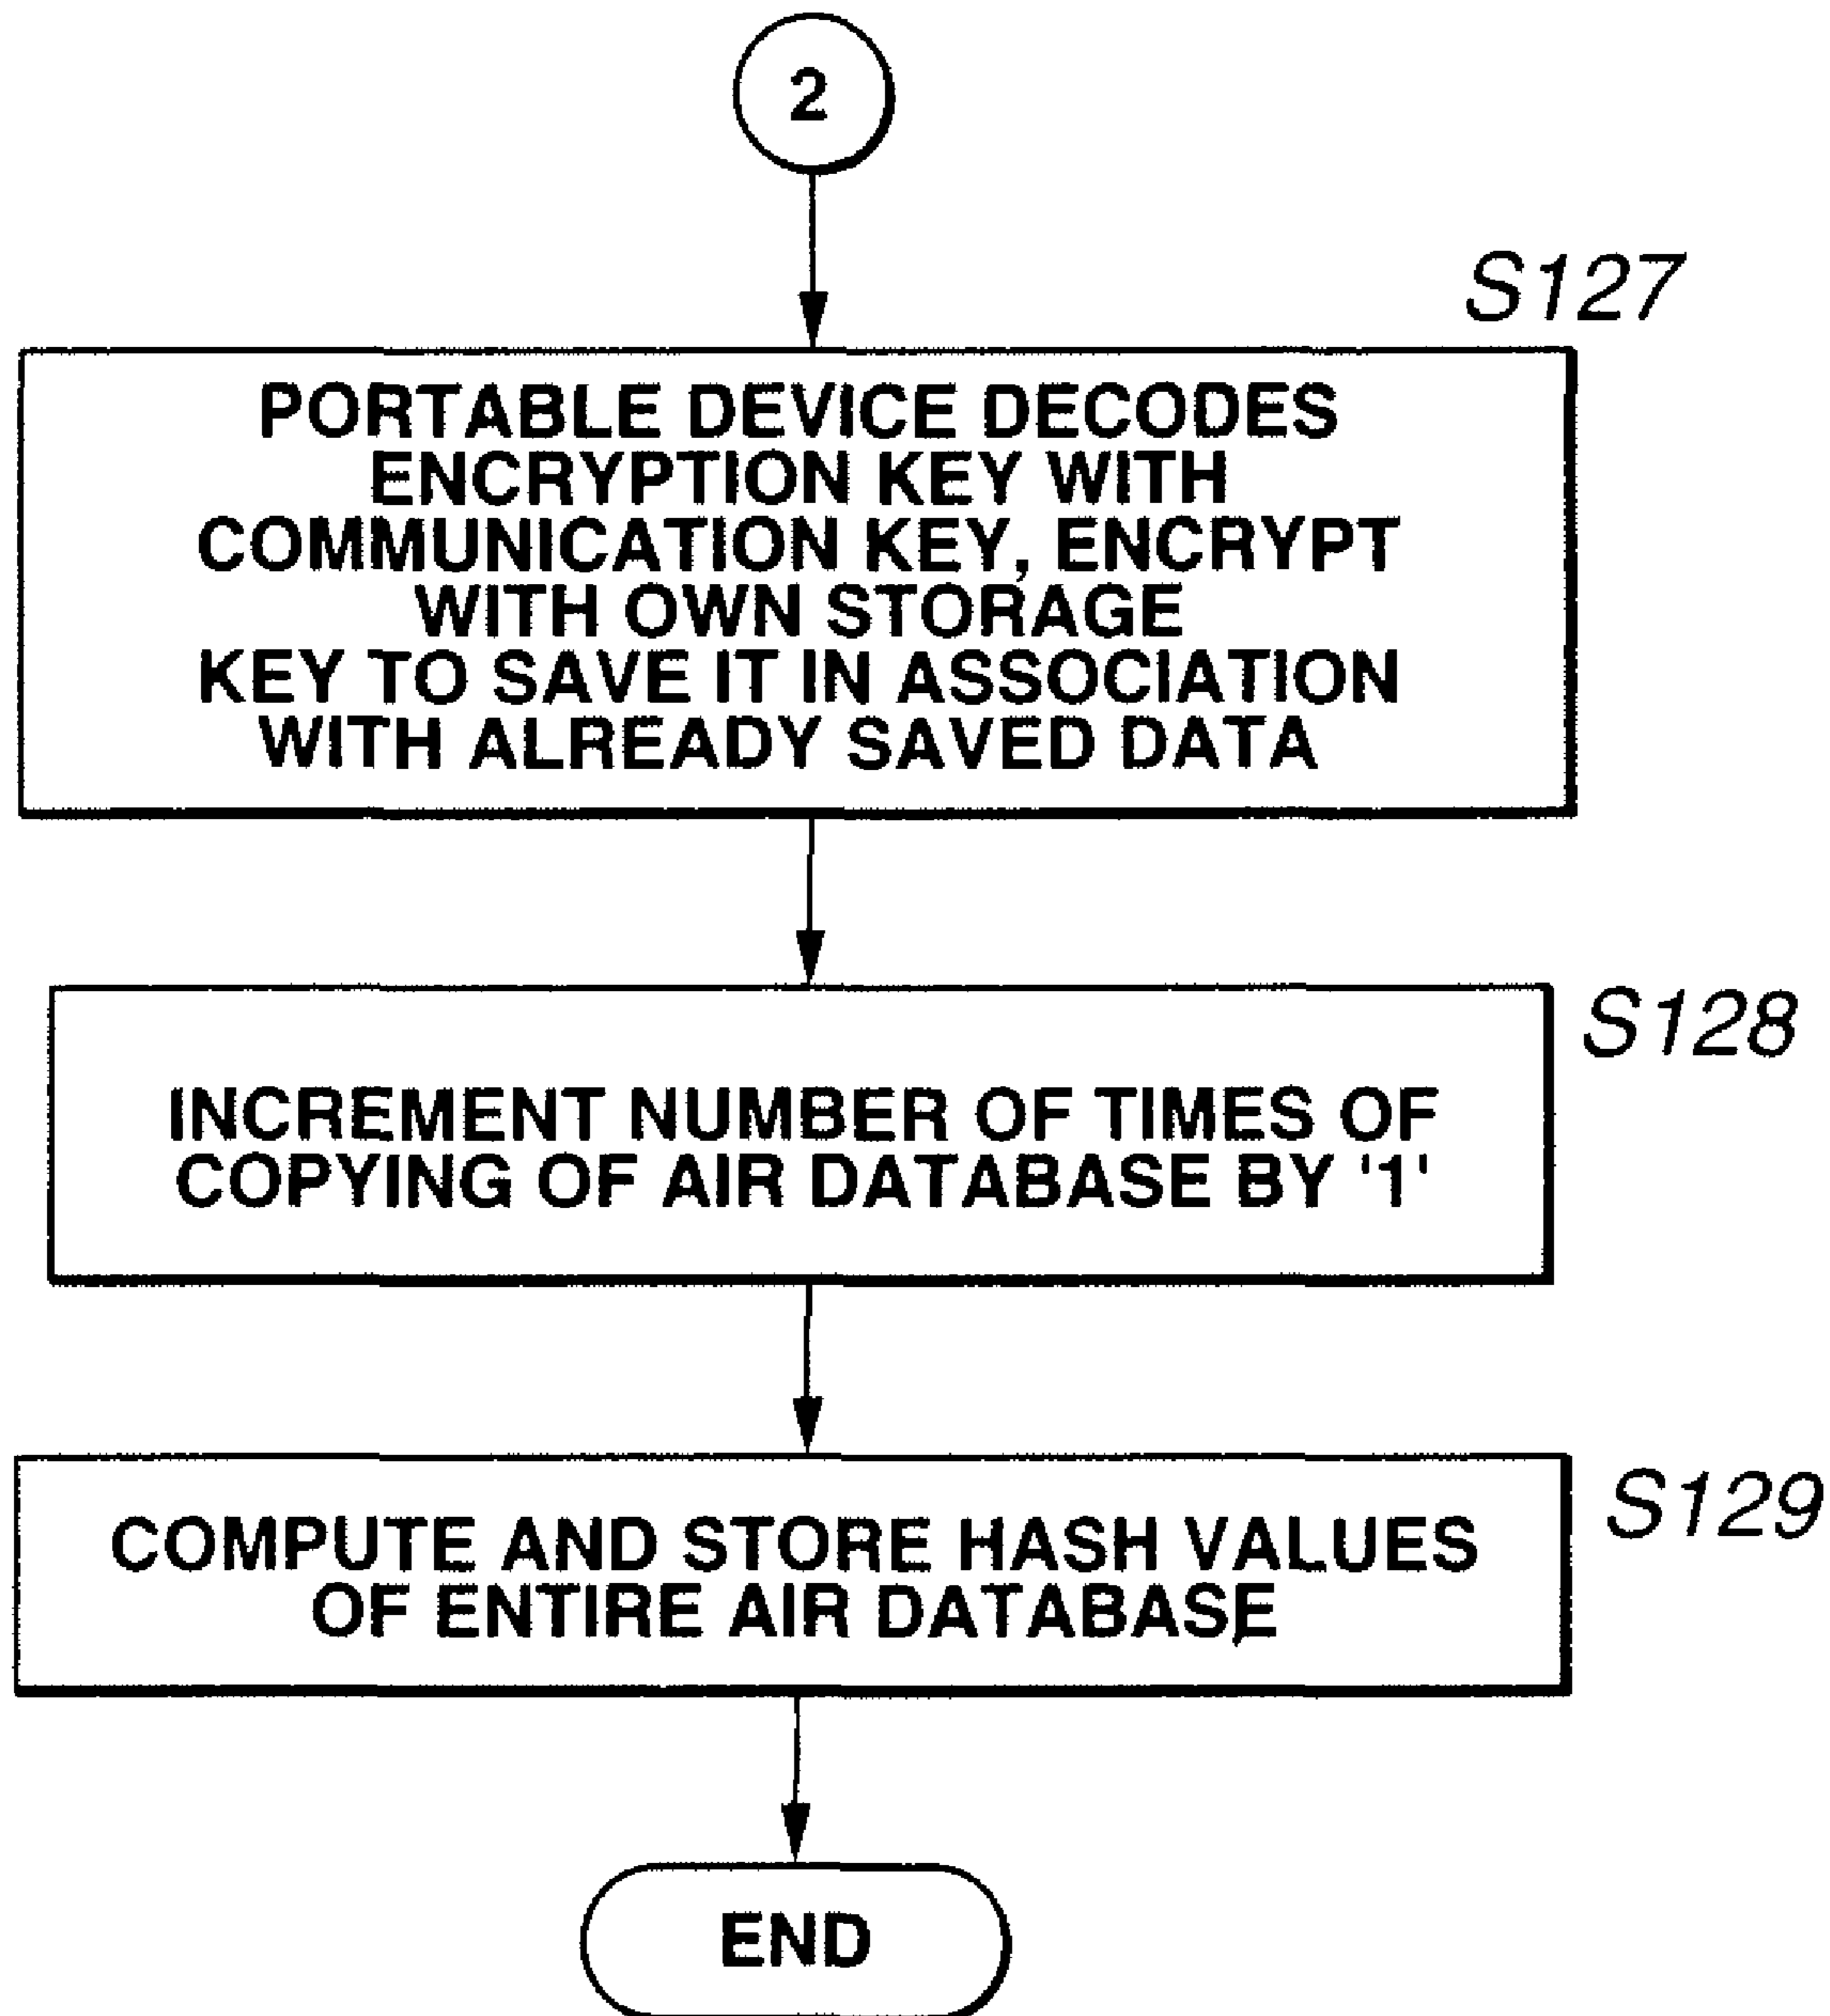 2
S127
PORTABLE DEVICE DECODES
ENCRYPTION KEY WITH
COMMUNICATION KEY, ENCRYPT
WITH OWN STORAGE
KEY TO SAVE IT IN ASSOCIATION
WITH ALREADY SAVED DATA
S128
INCREMENT NUMBER OF TIMES OF
COPYING OF AIR DATABASE BY '1'
S129
COMPUTE AND STORE HASH VALUES
OF ENTIRE AIR DATABASE
END